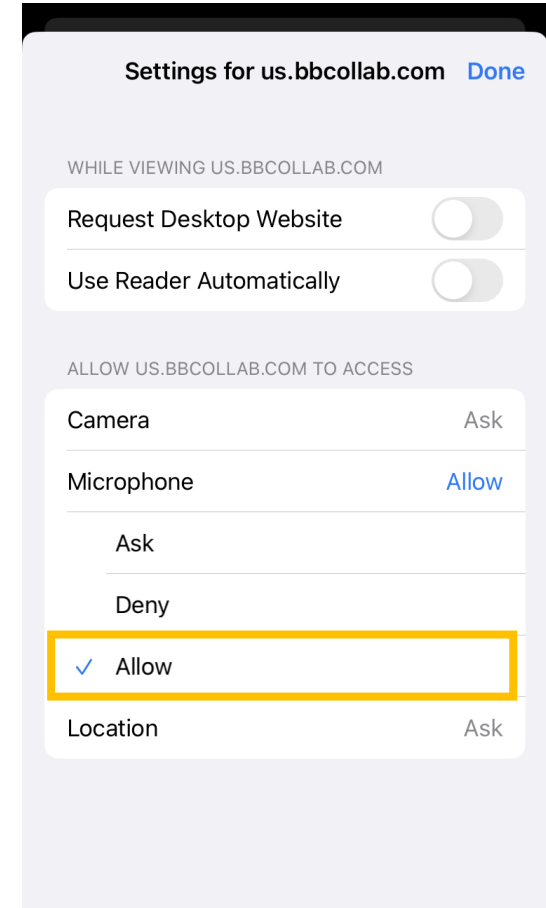 Settings for us.bbcollab.com Done
WHILE VIEWING US.BBCOLLAB.COM
Request Desktop Website
Use Reader Automatically
ALLOW US.BBCOLLAB.COM TO ACCESS
Camera Ask
Microphone Allow
Ask
Deny
Allow
Location Ask